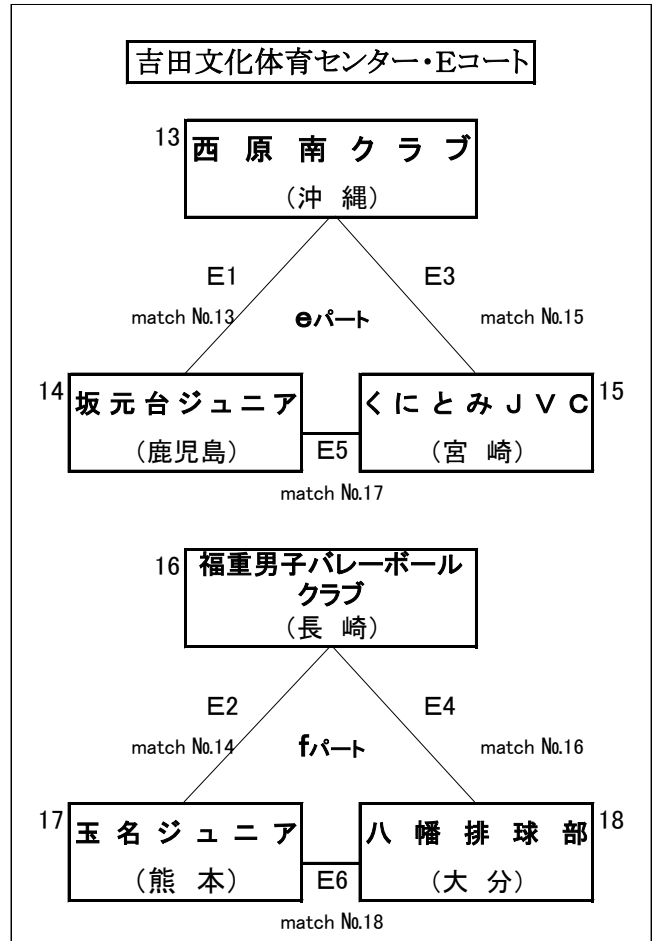 吉田文化体育センター・Eコート
13
西原南クラブ
（沖 縄）
E1
E3
match №13
eパート
match №15
14
坂元台ジュニア
（鹿児島）
E5
くにとみJVC
15
（宮 崎）
match №17
16
福重男子バレーボール
クラブ
（長 崎）
E2
E4
match №14
fパート
match №16
17
玉名ジュニア
（熊 本）
E6
八幡排球部
18
（大 分）
match №18